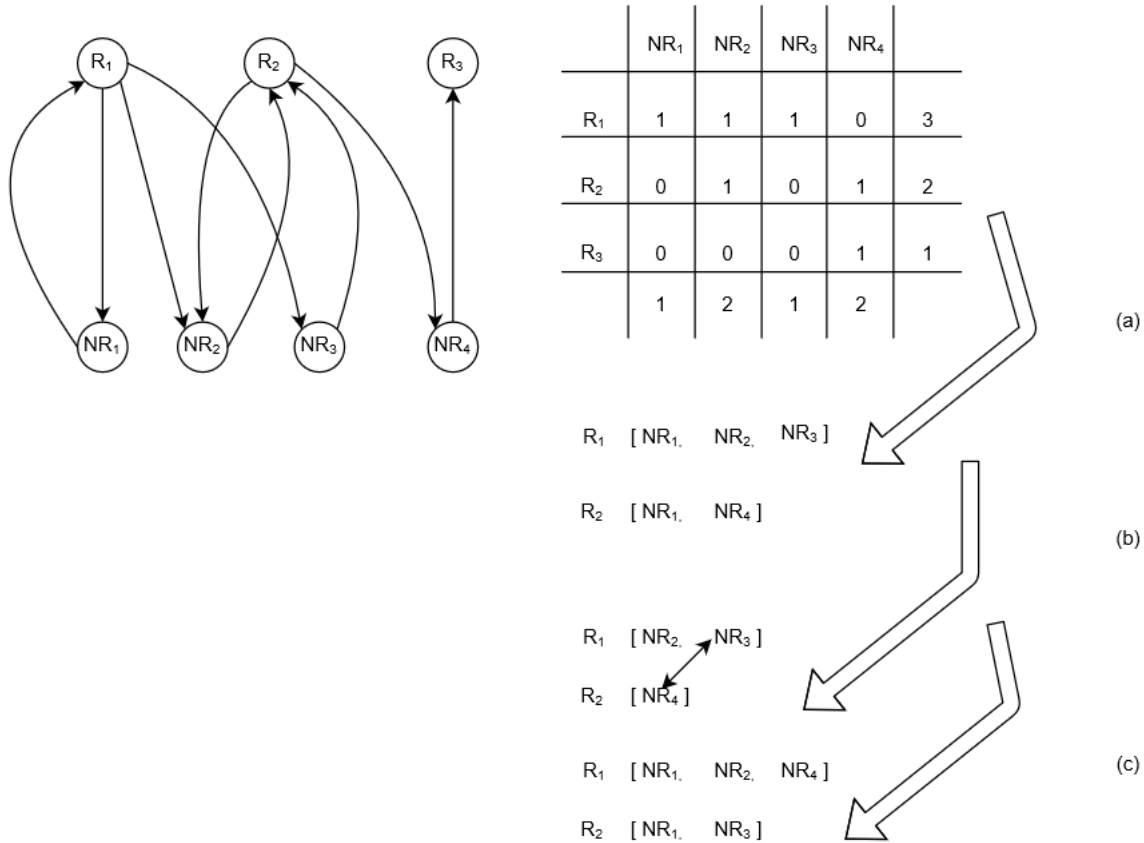 R₁ R₂ R₃
NR₁ NR₂ NR₃ NR₄
NR₁ NR₂ NR₃ NR₄
R₁ 1 1 1 0 3
R₂ 0 1 0 1 2
R₃ 0 0 0 1 1
1 2 1 2
(a)
R₁ [ NR₁, NR₂, NR₃ ]
R₂ [ NR₁, NR₄ ]
(b)
R₁ [ NR₂, NR₃ ]
R₂ [ NR₄ ]
R₁ [ NR₁, NR₂, NR₄ ]
(c)
R₂ [ NR₁, NR₃ ]